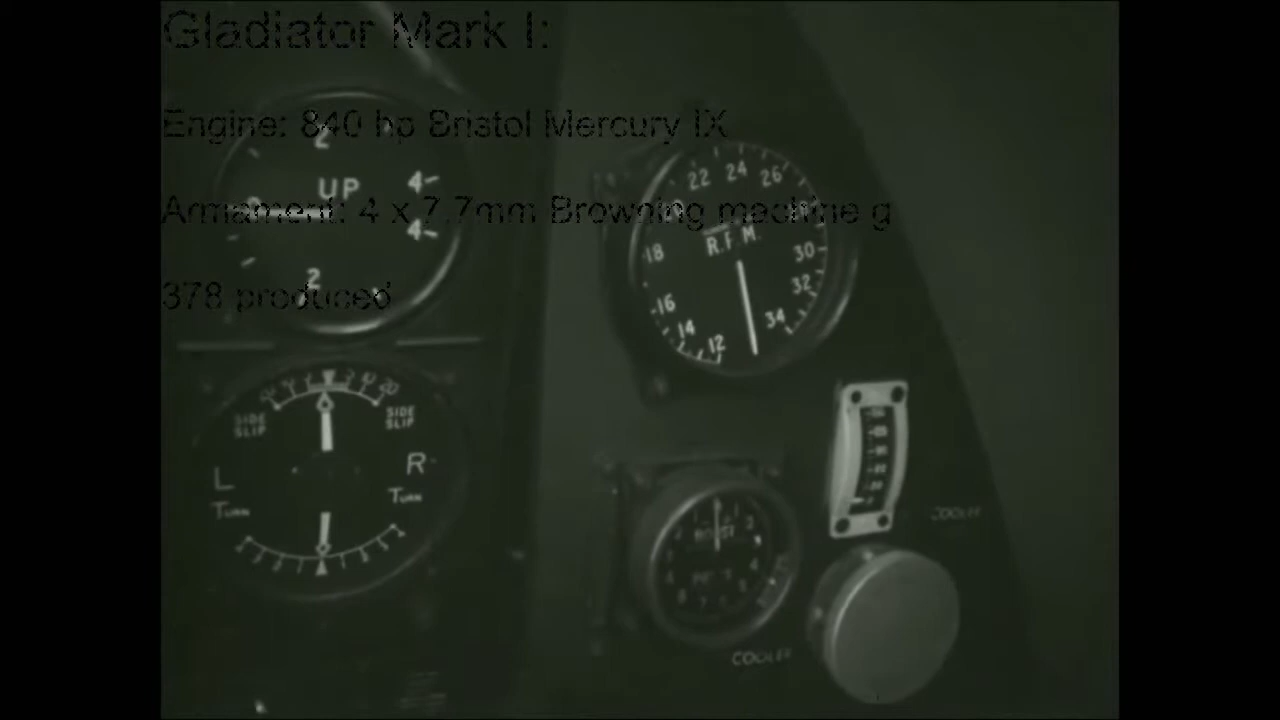 Gladiator Mark I:
Engine: 840 hp Bristol Mercury IX
Armament: 4 x 7.7mm Browning machine g
378 produced
2
UP
4
4
2
22 24 26
18 R.P.M. 30
16 32
14 34
12
20
SIDE SLIP SIDE SLIP
L R
TURN TURN
COOLER
COOLER